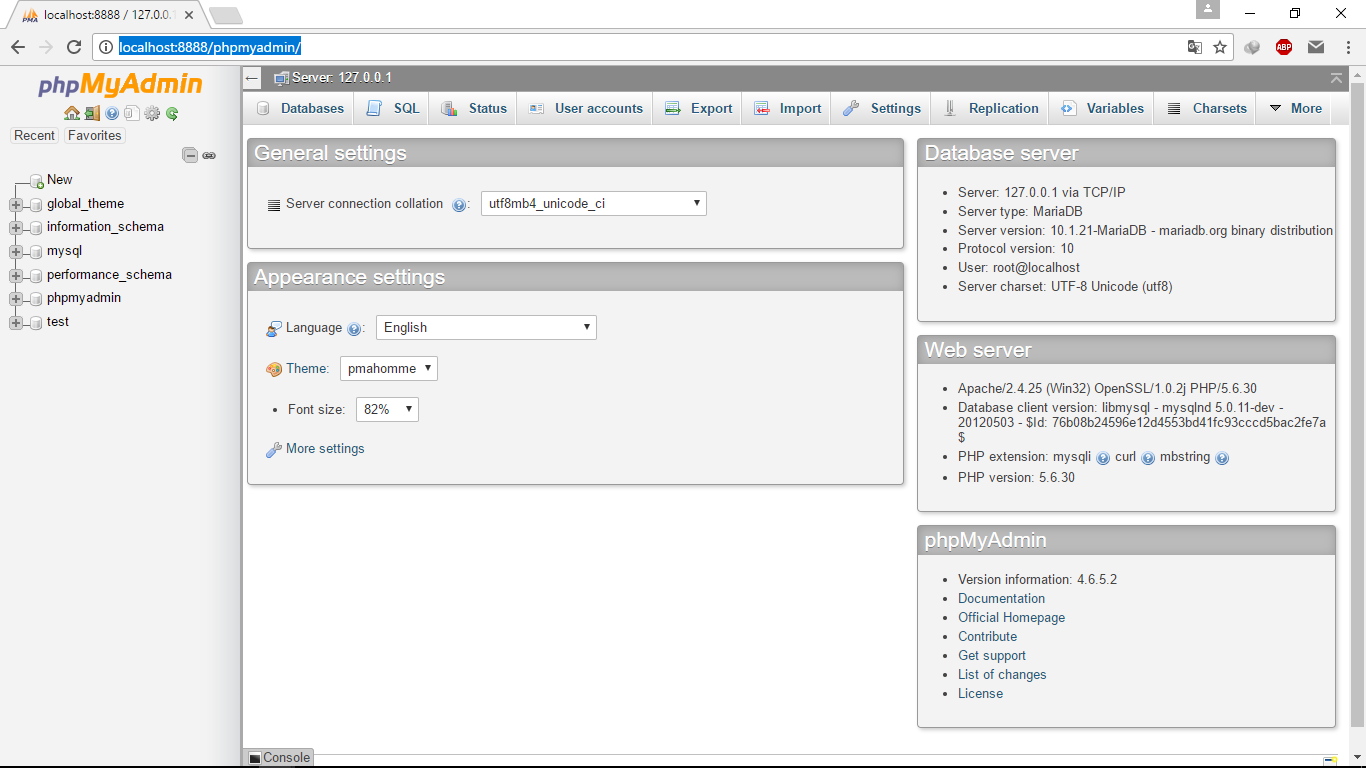 localhost:8888 / 127.0.0.1
localhost:8888/phpmyadmin/
ABP
phpMyAdmin
Recent Favorites
New
global_theme
information_schema
mysql
performance_schema
phpmyadmin
test
Server: 127.0.0.1
Databases SQL Status User accounts Export Import Settings Replication Variables Charsets More
General settings
Server connection collation : utf8mb4_unicode_ci
Appearance settings
Language : English
Theme: pmahomme
Font size: 82%
More settings
Database server
Server: 127.0.0.1 via TCP/IP
Server type: MariaDB
Server version: 10.1.21-MariaDB - mariadb.org binary distribution
Protocol version: 10
User: root@localhost
Server charset: UTF-8 Unicode (utf8)
Web server
Apache/2.4.25 (Win32) OpenSSL/1.0.2j PHP/5.6.30
Database client version: libmysql - mysqlnd 5.0.11-dev -
20120503 - $Id: 76b08b24596e12d4553bd41fc93cccd5bac2fe7a
$
PHP extension: mysqli curl mbstring
PHP version: 5.6.30
phpMyAdmin
Version information: 4.6.5.2
Documentation
Official Homepage
Contribute
Get support
List of changes
License
Console